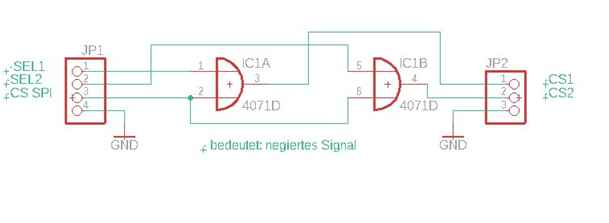 JP1
-SEL1
SEL2
CS SPI
1
2
3
4
GND
IC1A
1
2
3
4071D
IC1B
5
6
4
4071D
JP2
1
2
3
CS1
CS2
GND
bedeutet: negiertes Signal